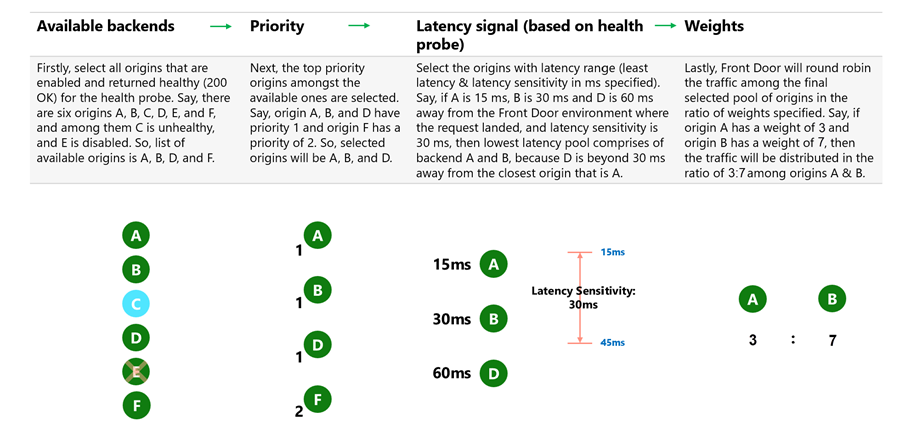 Available backends
Priority
Latency signal (based on health
probe)
Weights
Firstly, select all origins that are
enabled and returned healthy (200
OK) for the health probe. Say, there
are six origins A, B, C, D, E, and F,
and among them C is unhealthy,
and E is disabled. So, list of
available origins is A, B, D, and F.
Next, the top priority
origins amongst the
available ones are selected.
Say, origin A, B, and D have
priority 1 and origin F has a
priority of 2. So, selected
origins will be A, B, and D.
Select the origins with latency range (least
latency & latency sensitivity in ms specified).
Say, if A is 15 ms, B is 30 ms and D is 60 ms
away from the Front Door environment where
the request landed, and latency sensitivity is
30 ms, then lowest latency pool comprises of
backend A and B, because D is beyond 30 ms
away from the closest origin that is A.
Lastly, Front Door will round robin
the traffic among the final
selected pool of origins in the
ratio of weights specified. Say, if
origin A has a weight of 3 and
origin B has a weight of 7, then
the traffic will be distributed in the
ratio of 3:7 among origins A & B.
A
B
C
D
E
F
A
1
B
1
D
1
F
2
15ms A
30ms B
60ms D
15ms
Latency Sensitivity:
30ms
45ms
A B
3 : 7